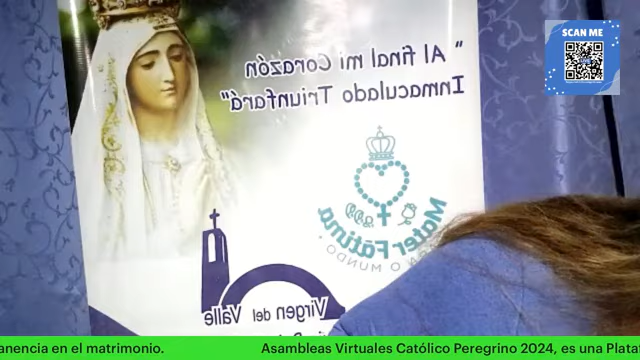 SCAN ME
" Al final mi Corazón
Inmaculado Triunfará"
Mater Fátima
O MUNDO
Virgen del Valle
anencia en el matrimonio.
Asambleas Virtuales Católico Peregrino 2024, es una Plata